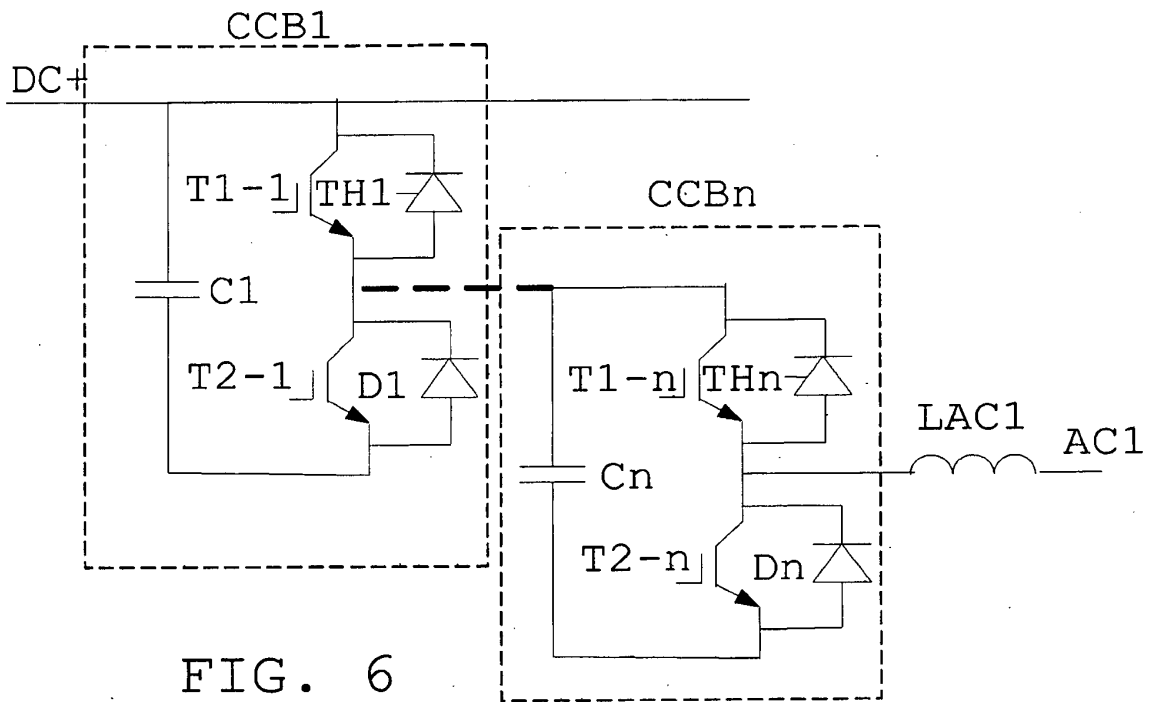 CCB1
DC+
T1-1
TH1
C1
T2-1
D1
CCBn
T1-n
THn
Cn
T2-n
Dn
LAC1
AC1
FIG. 6